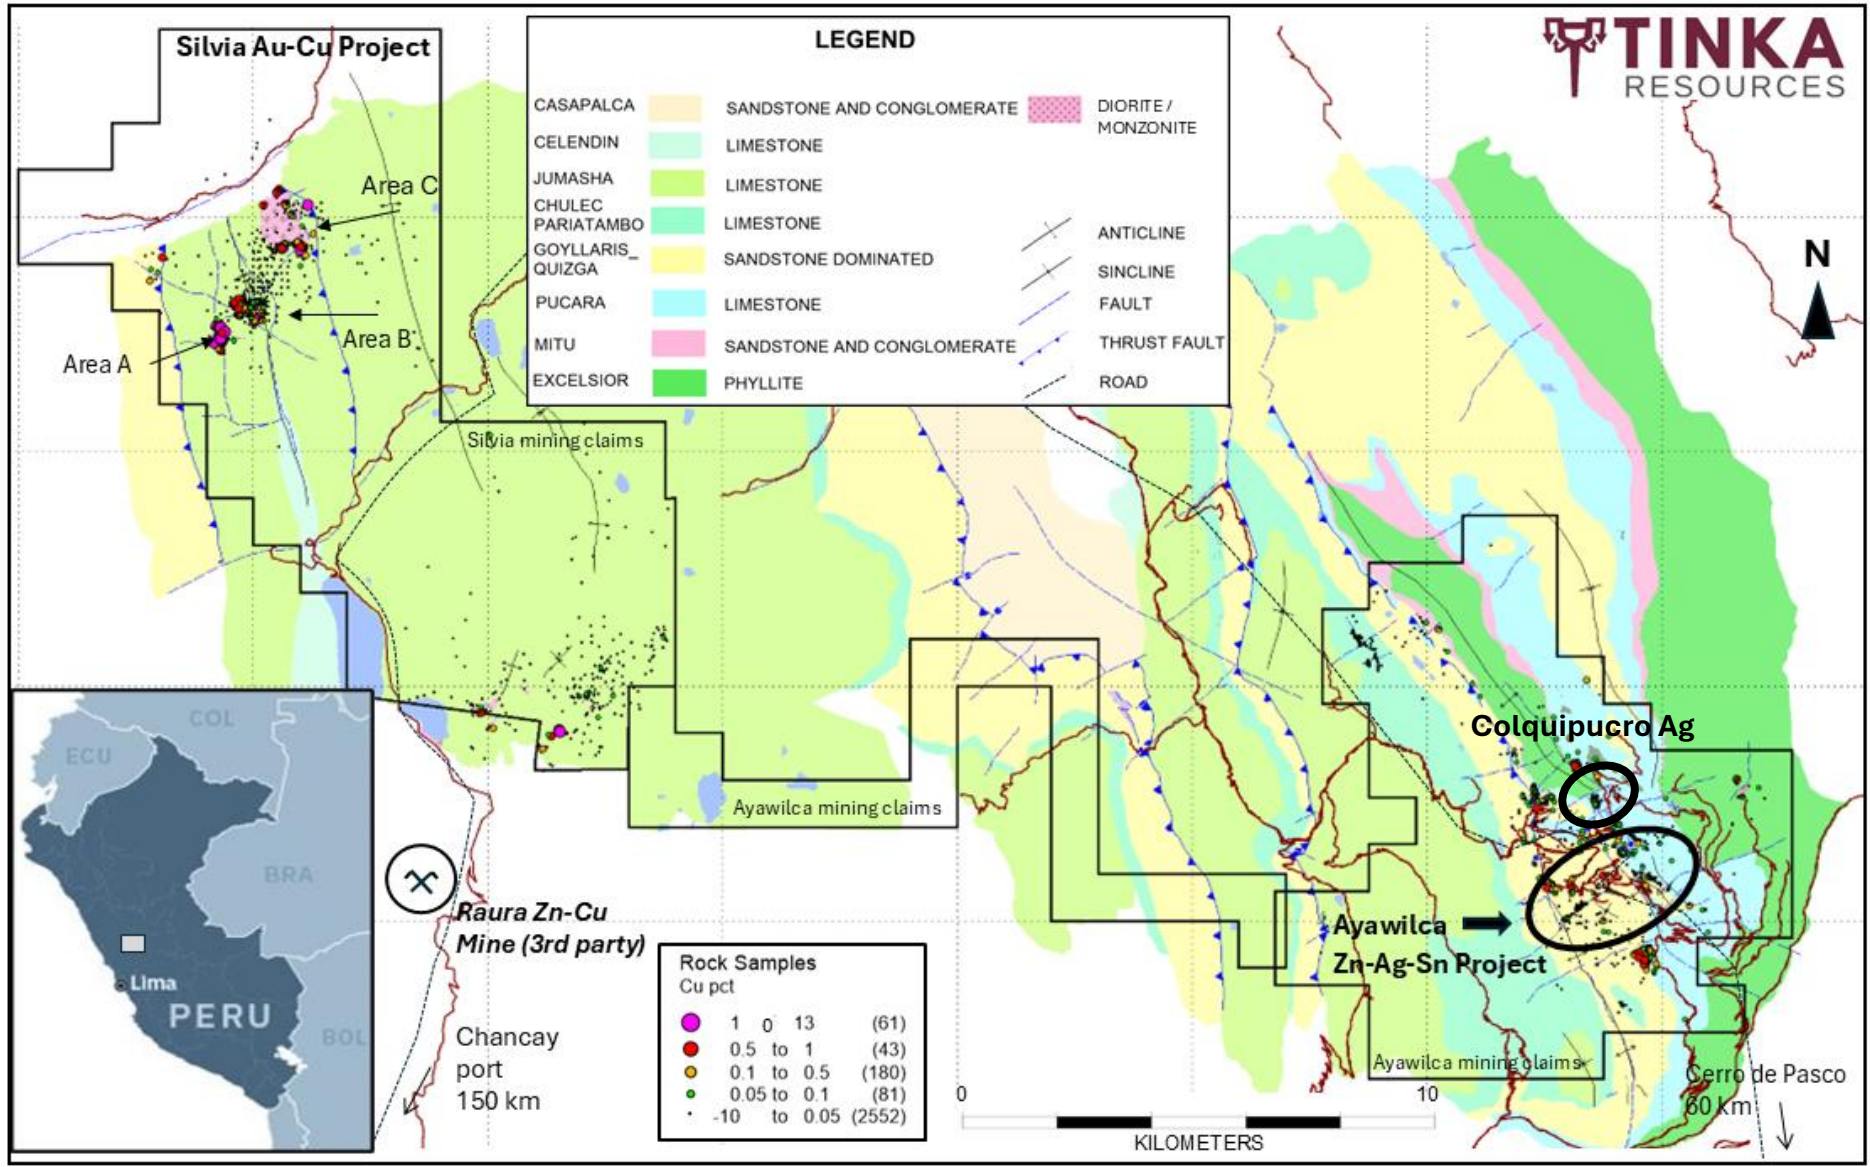 Silvia Au-Cu Project
TINKA
RESOURCES
LEGEND
CASAPALCA SANDSTONE AND CONGLOMERATE
CELENDIN LIMESTONE
JUMASHA LIMESTONE
CHULEC
PARIATAMBO LIMESTONE
GOYLLARIS_
QUIZGA SANDSTONE DOMINATED
PUCARA LIMESTONE
MITU SANDSTONE AND CONGLOMERATE
EXCELSIOR PHYLLITE
DIORITE /
MONZONITE
ANTICLINE
SINCLINE
FAULT
THRUST FAULT
ROAD
N
Area C
Area B
Area A
Silvia mining claims
Colquipucro Ag
Ayawilca mining claims
Ayawilca
Zn-Ag-Sn Project
Ayawilca mining claims
Cerro de Pasco
60 km
COL
ECU
BRA
Lima
PERU
BOL
Raura Zn-Cu
Mine (3rd party)
Chancay
port
150 km
Rock Samples
Cu pct
1 0 13 (61)
0.5 to 1 (43)
0.1 to 0.5 (180)
0.05 to 0.1 (81)
-10 to 0.05 (2552)
0 10
KILOMETERS